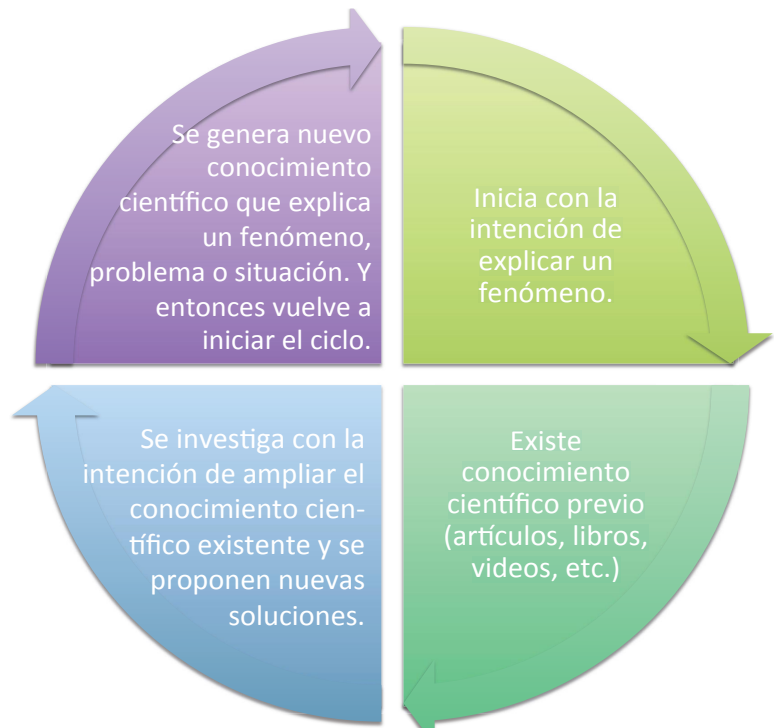 Inicia con la
intención de
explicar un
fenómeno.
Existe
conocimiento
científico previo
(artículos, libros,
videos, etc.)
Se investiga con la
intención de ampliar el
conocimiento cien-
tífico existente y se
proponen nuevas
soluciones.
Se genera nuevo
conocimiento
científico que explica
un fenómeno,
problema o situación. Y
entonces vuelve a
iniciar el ciclo.